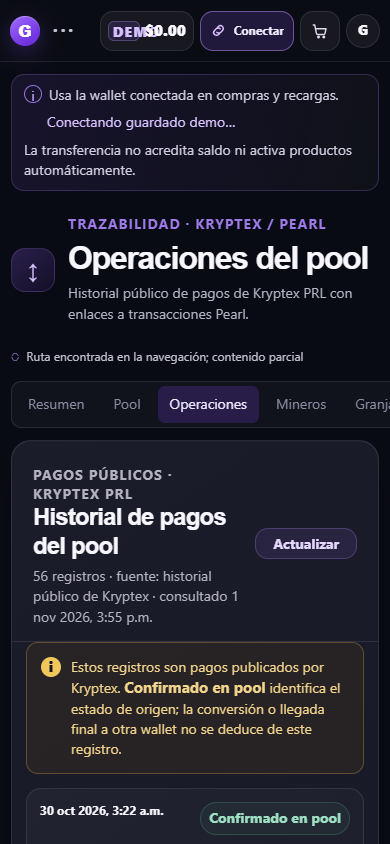 G ••• DEMO $0.00 Conectar G
Usa la wallet conectada en compras y recargas.
Conectando guardado demo...
La transferencia no acredita saldo ni activa productos
automáticamente.
TRAZABILIDAD · KRYPTEX / PEARL
Operaciones del pool
Historial público de pagos de Kryptex PRL con
enlaces a transacciones Pearl.
Ruta encontrada en la navegación; contenido parcial
Resumen Pool Operaciones Mineros Granja
PAGOS PÚBLICOS ·
KRYPTEX PRL
Historial de pagos
del pool
Actualizar
56 registros · fuente: historial
público de Kryptex · consultado 1
nov 2026, 3:55 p.m.
Estos registros son pagos publicados por
Kryptex. Confirmado en pool identifica el
estado de origen; la conversión o llegada
final a otra wallet no se deduce de este
registro.
30 oct 2026, 3:22 a.m.
Confirmado en pool